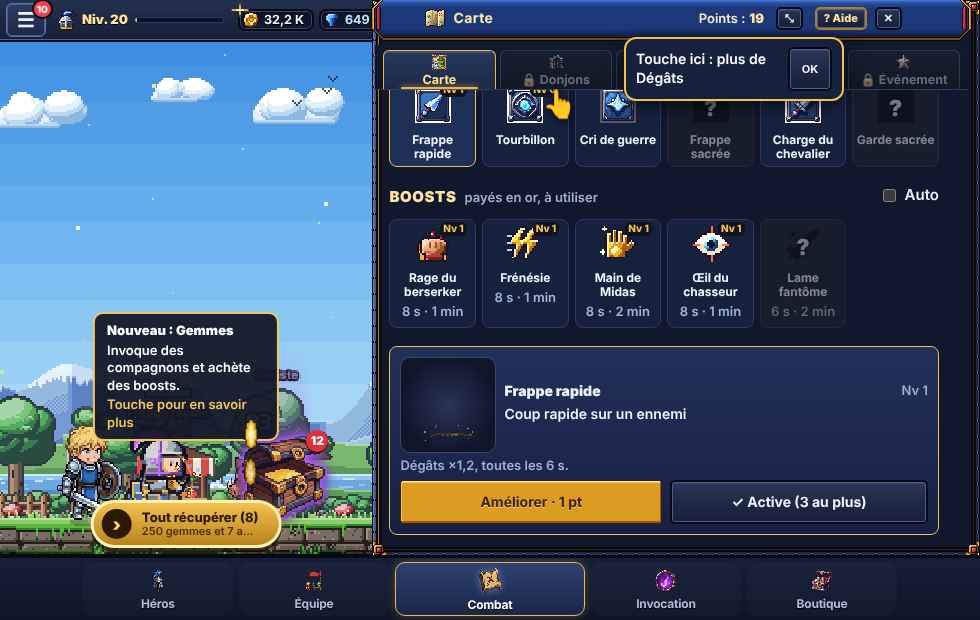 10
Niv. 20
32,2 K
649
Carte
Points : 19
? Aide
Touche ici : plus de
Dégâts
OK
Carte
Donjons
Événement
Frappe
rapide
Tourbillon
Cri de guerre
?
Frappe
sacrée
Charge du
chevalier
?
Garde sacrée
BOOSTS payés en or, à utiliser
Auto
Nv 1
Rage du
berserker
8 s · 1 min
Nv 1
Frénésie
8 s · 1 min
Nv 1
Main de
Midas
8 s · 2 min
Nv 1
Œil du
chasseur
8 s · 1 min
?
Lame
fantôme
6 s · 2 min
Nouveau : Gemmes
Invoque des
compagnons et achète
des boosts.
Touche pour en savoir
plus
12
Tout récupérer (8)
250 gemmes et 7 a...
Frappe rapide
Nv 1
Coup rapide sur un ennemi
Dégâts ×1,2, toutes les 6 s.
Améliorer · 1 pt
✓ Active (3 au plus)
Héros
Équipe
Combat
Invocation
Boutique